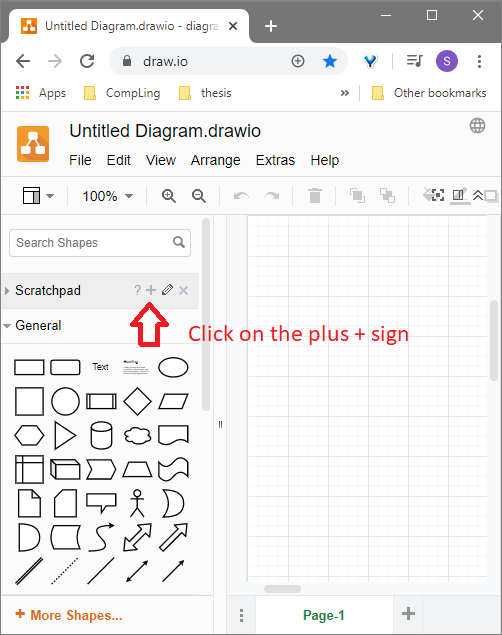 Untitled Diagram.drawio - diagra
draw.io
S
Apps
CompLing
thesis
»
Other bookmarks
Untitled Diagram.drawio
File Edit View Arrange Extras Help
100%
Search Shapes
Scratchpad
?
General
Click on the plus + sign
Text
Heading
+ More Shapes...
Page-1